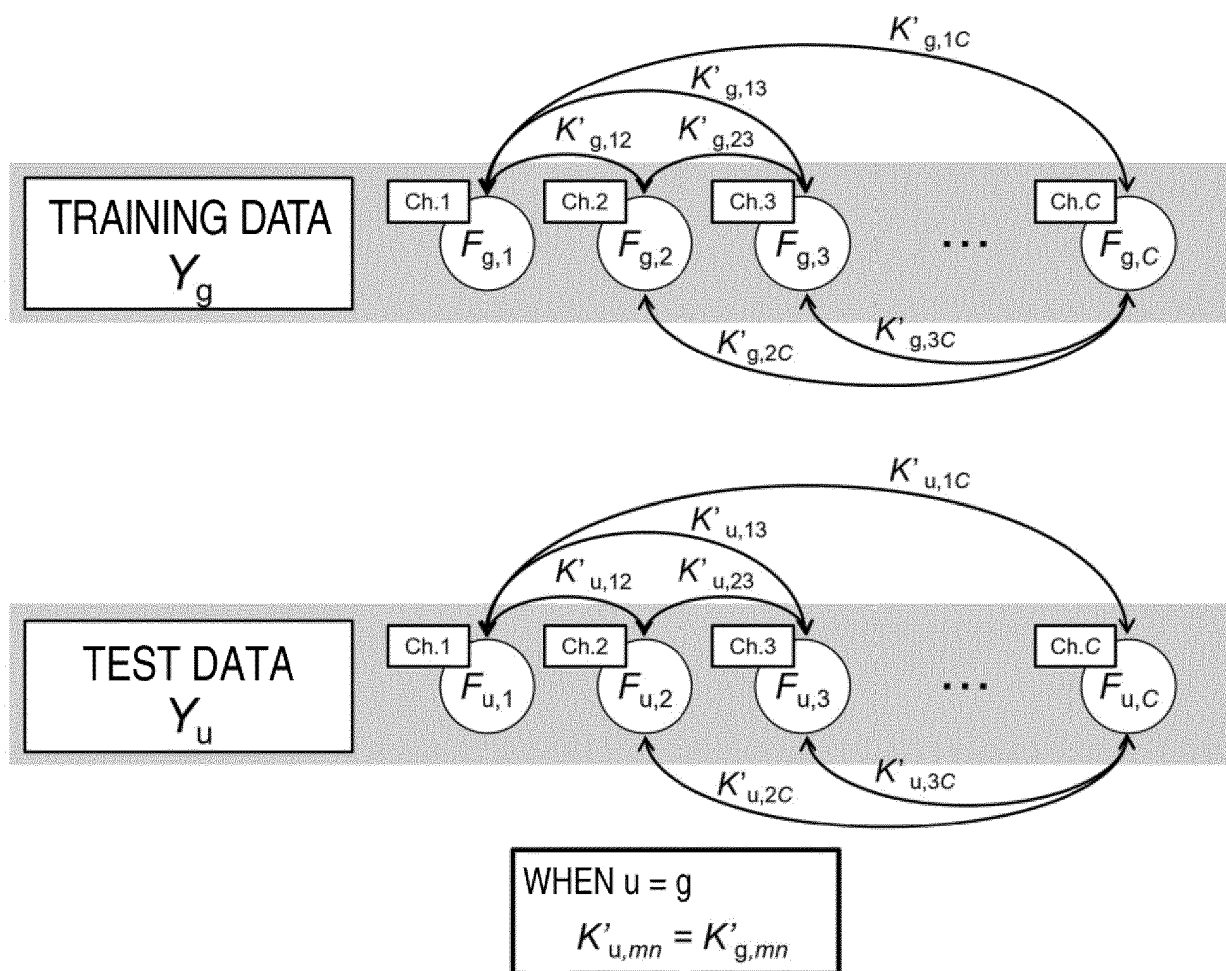 K'g,1C
K'g,13
K'g,12 K'g,23
Ch.1 Ch.2 Ch.3 Ch.C
TRAINING DATA
Yg
Fg,1 Fg,2 Fg,3 ... Fg,C
K'g,2C K'g,3C
K'u,1C
K'u,13
K'u,12 K'u,23
Ch.1 Ch.2 Ch.3 Ch.C
TEST DATA
Yu
Fu,1 Fu,2 Fu,3 ... Fu,C
K'u,2C K'u,3C
WHEN u = g
K'u,mn = K'g,mn